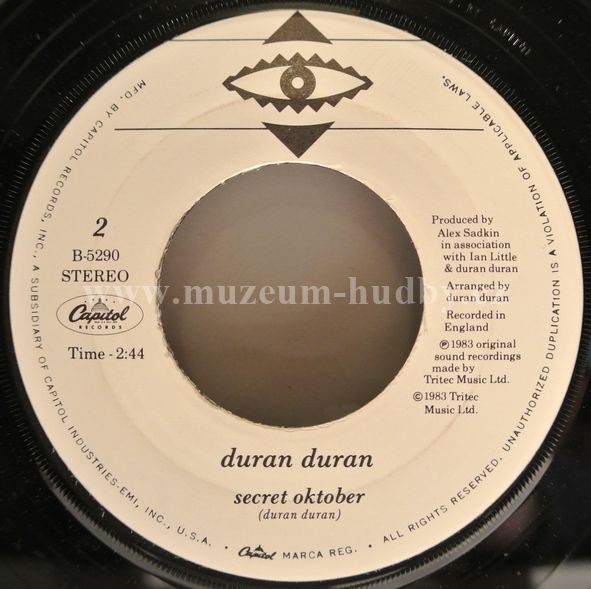 2
B-5290
STEREO
Capitol
RECORDS
Time - 2:44
Produced by
Alex Sadkin
in association
with Ian Little
& duran duran
Arranged by
duran duran
Recorded in
England
℗ 1983 original
sound recordings
made by
Tritec Music Ltd.
© 1983 Tritec
Music Ltd.
duran duran
secret oktober
(duran duran)
MFD. BY CAPITOL RECORDS, INC., A SUBSIDIARY OF CAPITOL INDUSTRIES-EMI, INC., U.S.A. • Capitol MARCA REG. • ALL RIGHTS RESERVED. UNAUTHORIZED DUPLICATION IS A VIOLATION OF APPLICABLE LAWS.